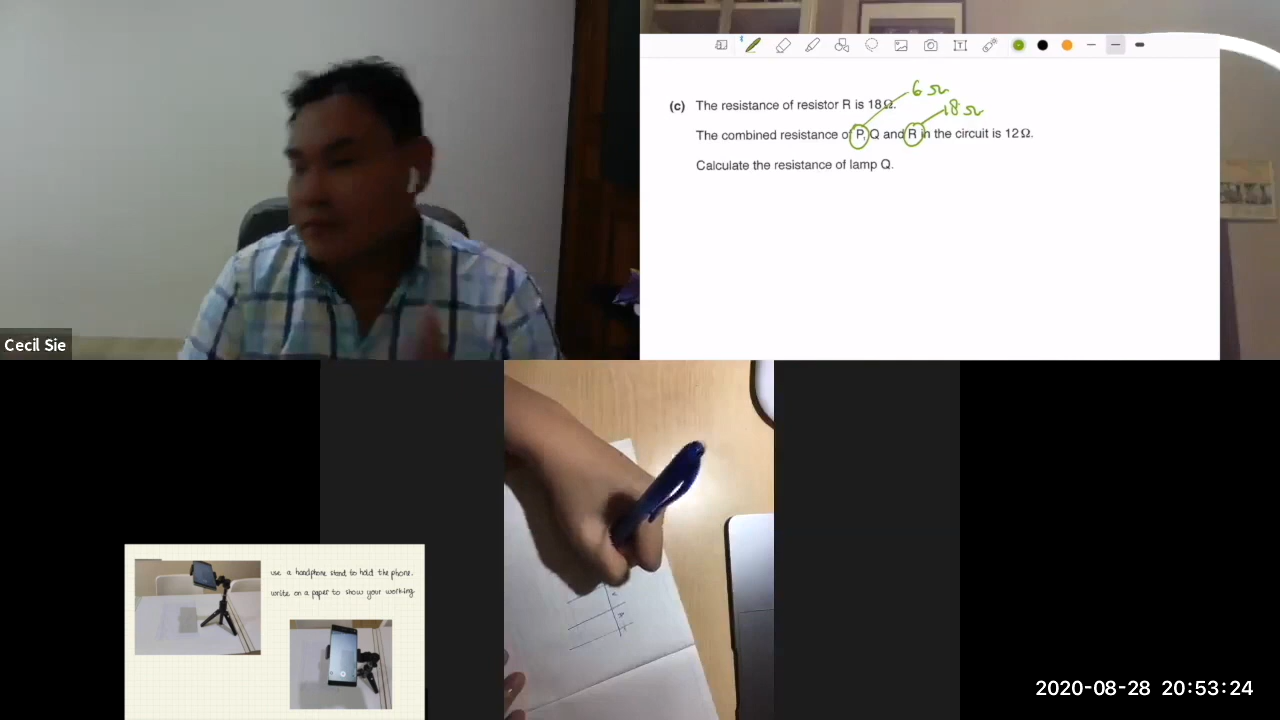 Cecil Sie
6 Ω
(c) The resistance of resistor R is 18Ω.
18 Ω
The combined resistance of P, Q and R in the circuit is 12Ω.
Calculate the resistance of lamp Q.
use a handphone stand to hold the phone.
write on a paper to show your working.
2020-08-28 20:53:24